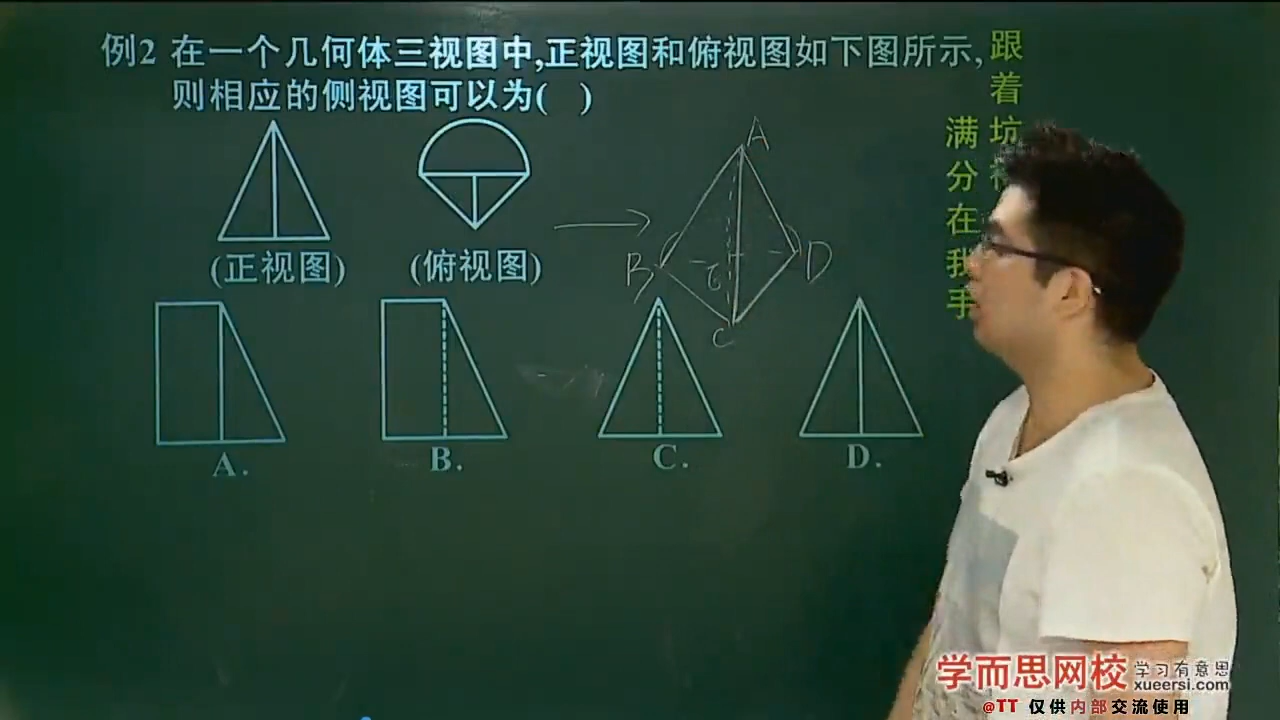 例2 在一个几何体三视图中,正视图和俯视图如下图所示,
则相应的侧视图可以为( )
(正视图)
(俯视图)
A
B
E
D
C
A.
B.
C.
D.
跟着坑
满分在我手
学而思网校 学习有意思
xueersi.com
@TT 仅供内部交流使用